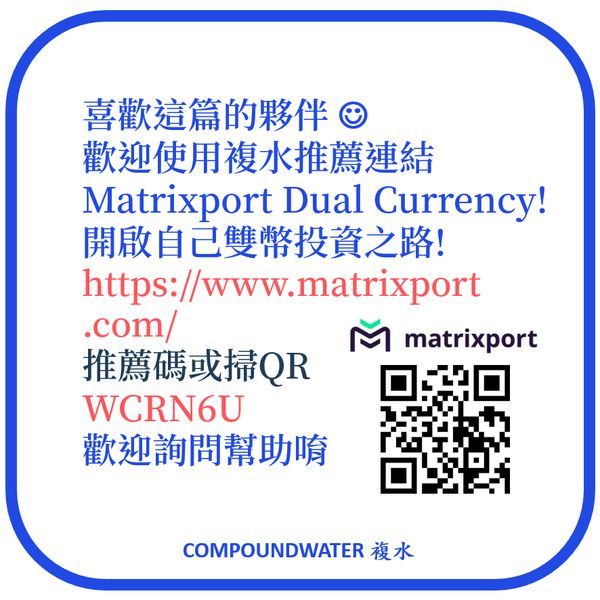 喜歡這篇的夥伴 ☺
歡迎使用複水推薦連結
Matrixport Dual Currency!
開啟自己雙幣投資之路!
https://www.matrixport
.com/
推薦碼或掃QR
WCRN6U
歡迎詢問幫助唷
matrixport
COMPOUNDWATER 複水